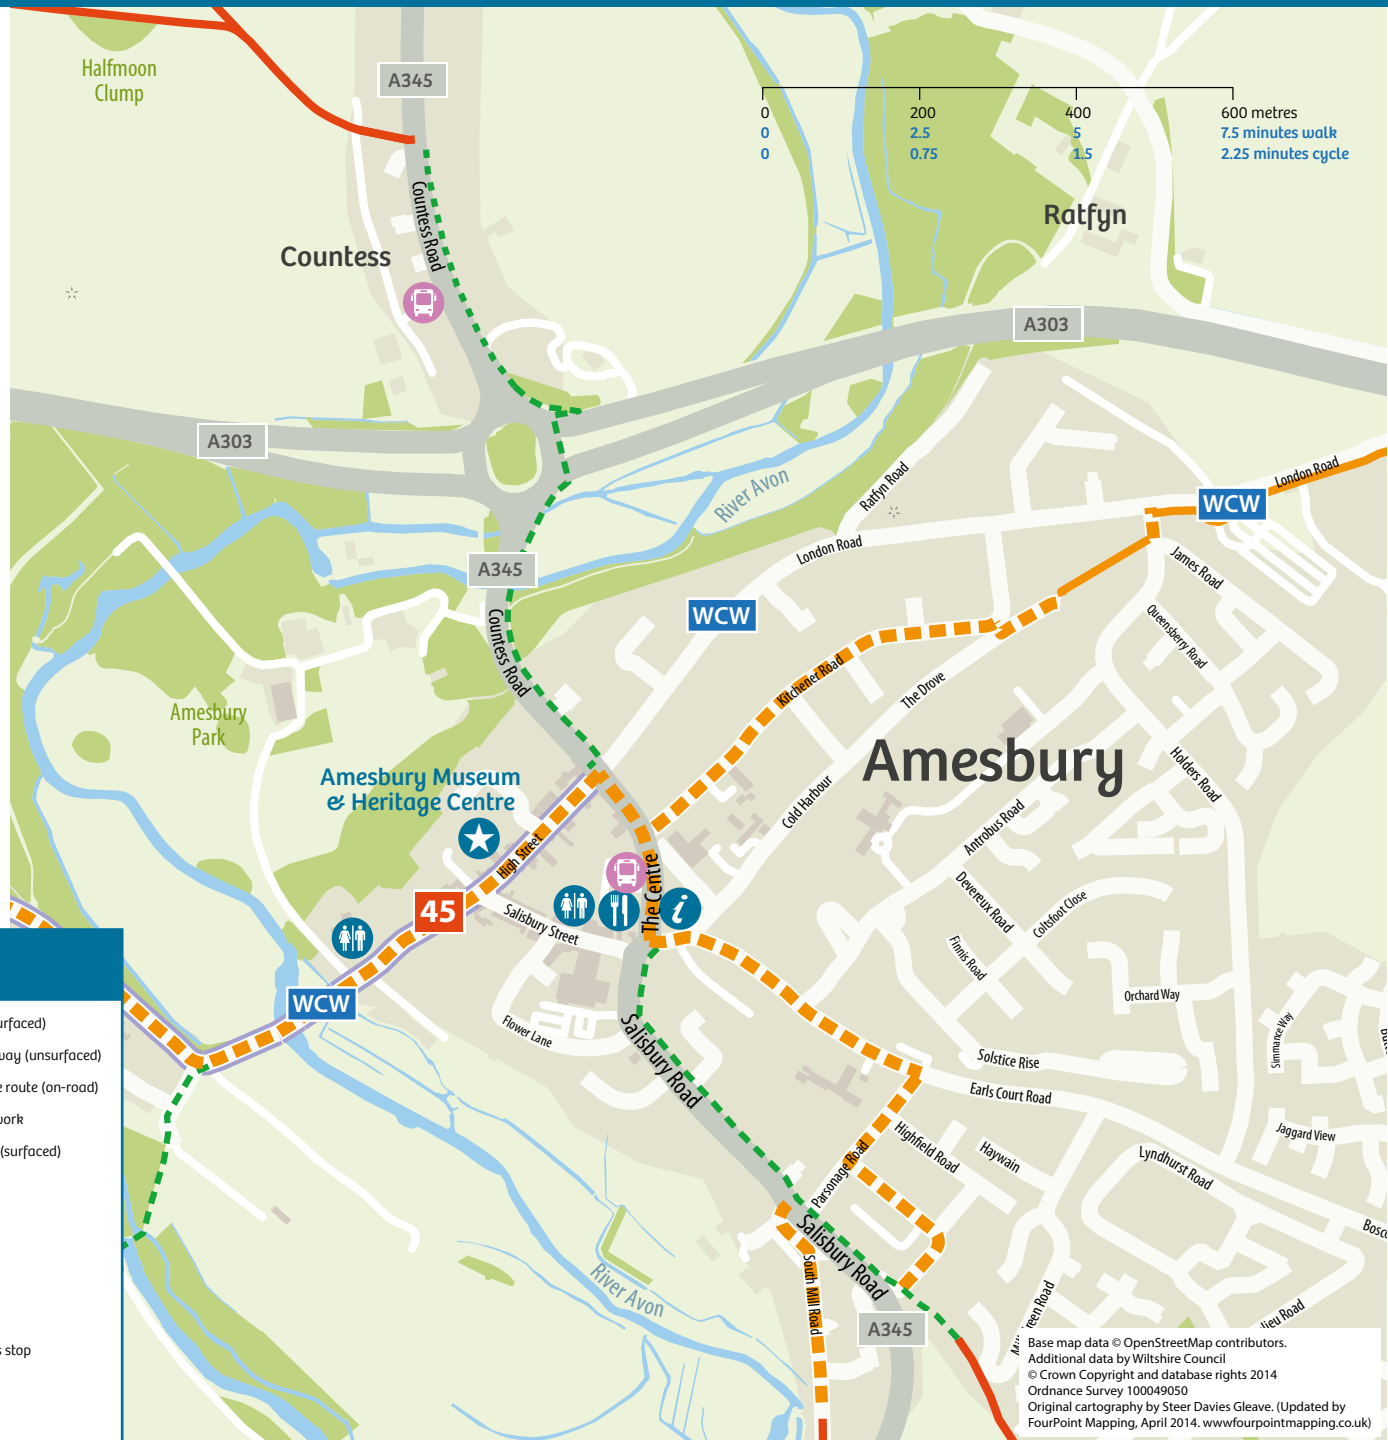 Halfmoon
Clump
A345
0 200 400 600 metres
0 2.5 5 7.5 minutes walk
0 0.75 1.5 2.25 minutes cycle
Countess Road
Ratfyn
Countess
A303
A303
London Road
WCW
Ratfyn Road
River Avon
London Road
A345
James Road
WCW
Queensberry Road
Countess Road
Kitchener Road
The Drove
Amesbury
Park
Amesbury
Holders Road
Amesbury Museum
& Heritage Centre
Cold Harbour
Antrobus Road
High Street
The Centre
45
i
Devereux Road
Coltsfoot Close
Salisbury Street
Finnis Road
WCW
Orchard Way
Flower Lane
Simmance Way
Salisbury Road
Solstice Rise
Earls Court Road
urfaced)
way (unsurfaced)
e route (on-road)
work
(surfaced)
s stop
Highfield Road
Haywain
Jaggard View
Parsonage Road
Lyndhurst Road
Bosc
Salisbury Road
South Mill Road
River Avon
A345
reen Road
lieu Road
Base map data © OpenStreetMap contributors.
Additional data by Wiltshire Council
© Crown Copyright and database rights 2014
Ordnance Survey 100049050
Original cartography by Steer Davies Gleave. (Updated by
FourPoint Mapping, April 2014. wwwfourpointmapping.co.uk)